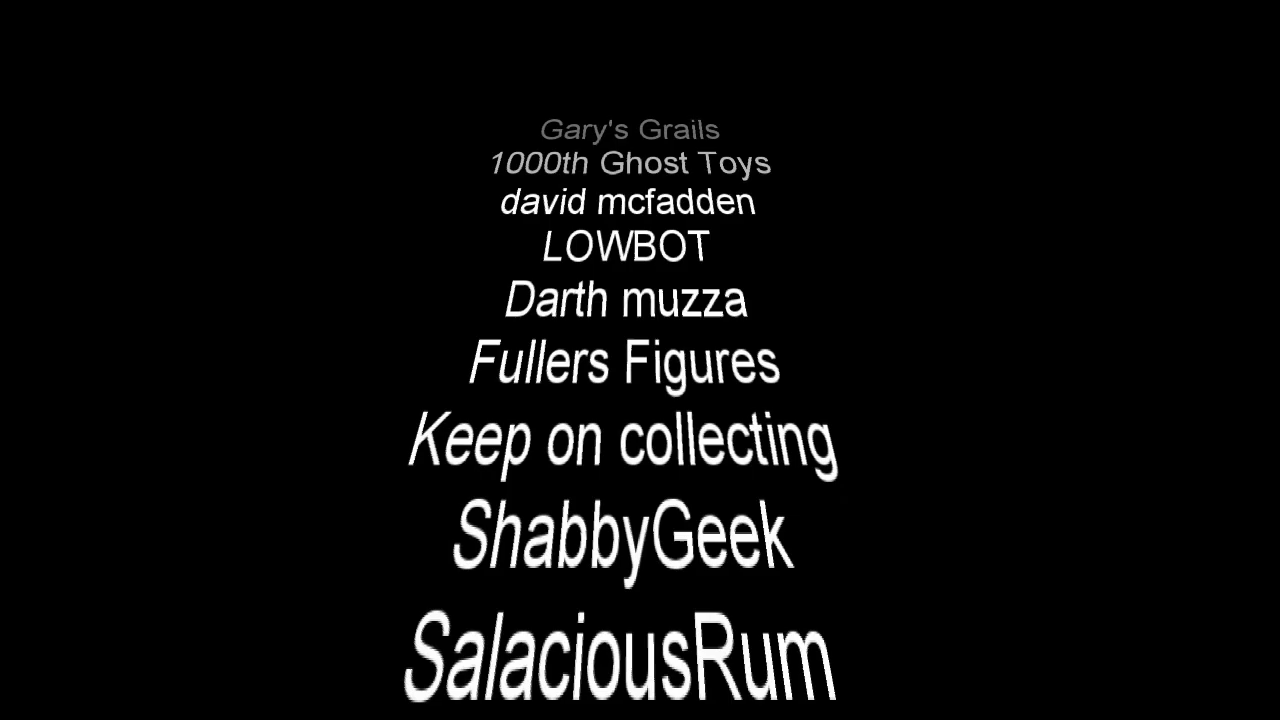 Gary's Grails
1000th Ghost Toys
david mcfadden
LOWBOT
Darth muzza
Fullers Figures
Keep on collecting
ShabbyGeek
SalaciousRum